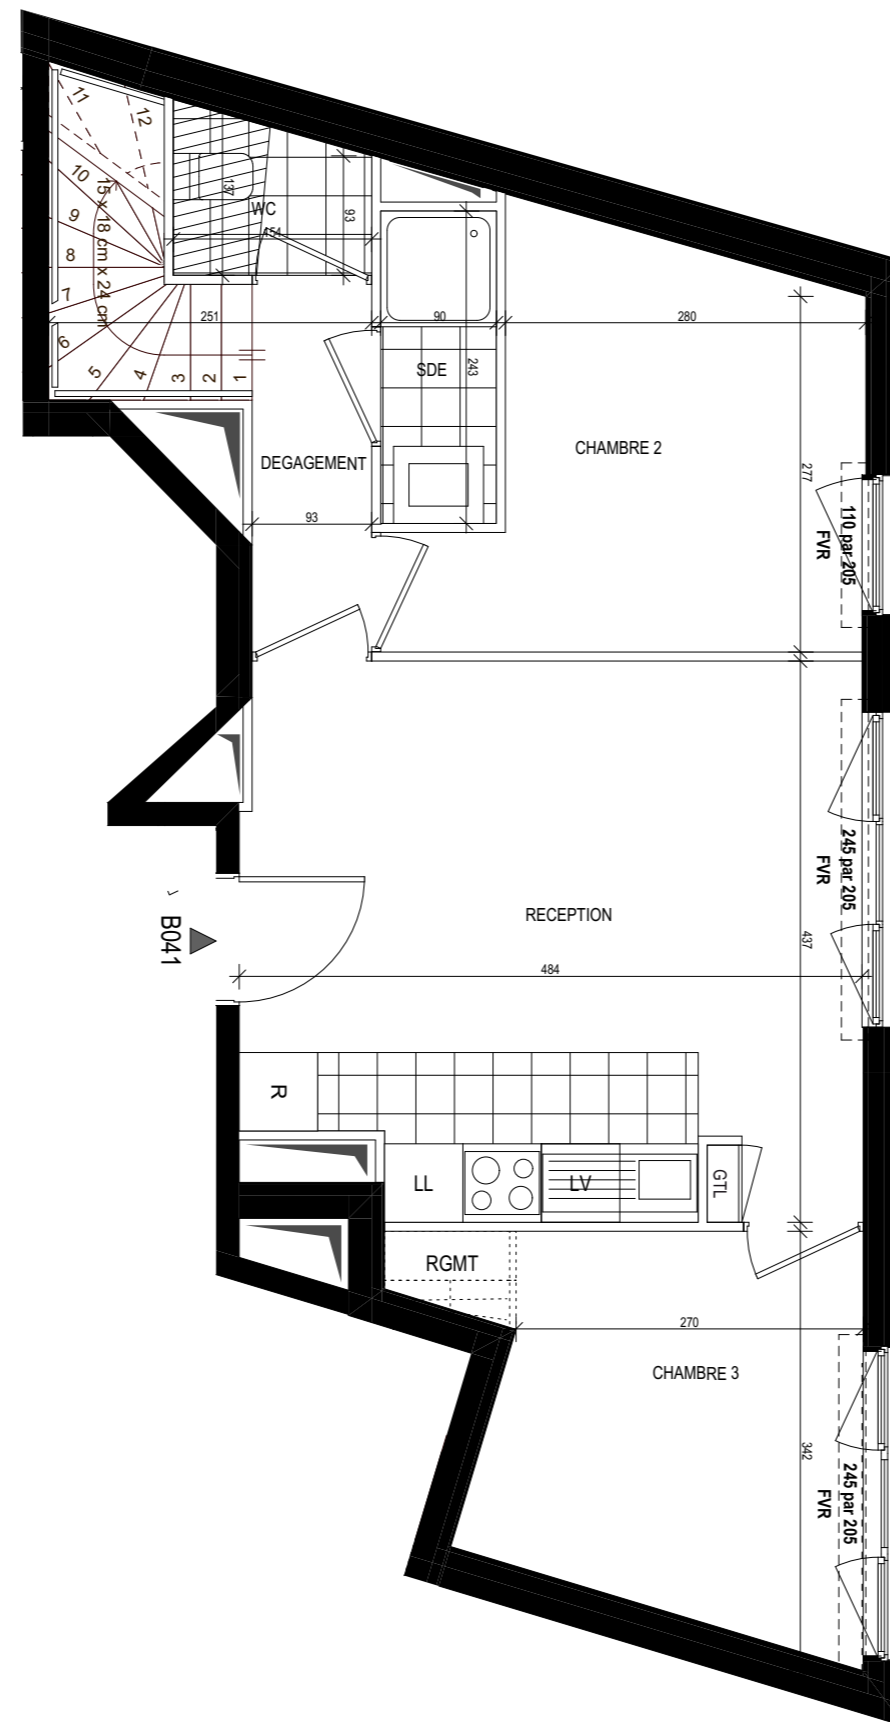 11
12
10
9
8
7
6
5
4
3
2
1
15 x 18 cm x 24 cm
137
WC
154
93
251
90
280
SDE
243
CHAMBRE 2
DEGAGEMENT
277
93
110 par 205
FVR
245 par 205
FVR
B041
RECEPTION
437
484
R
LL
LV
GTL
RGMT
270
CHAMBRE 3
342
245 par 205
FVR